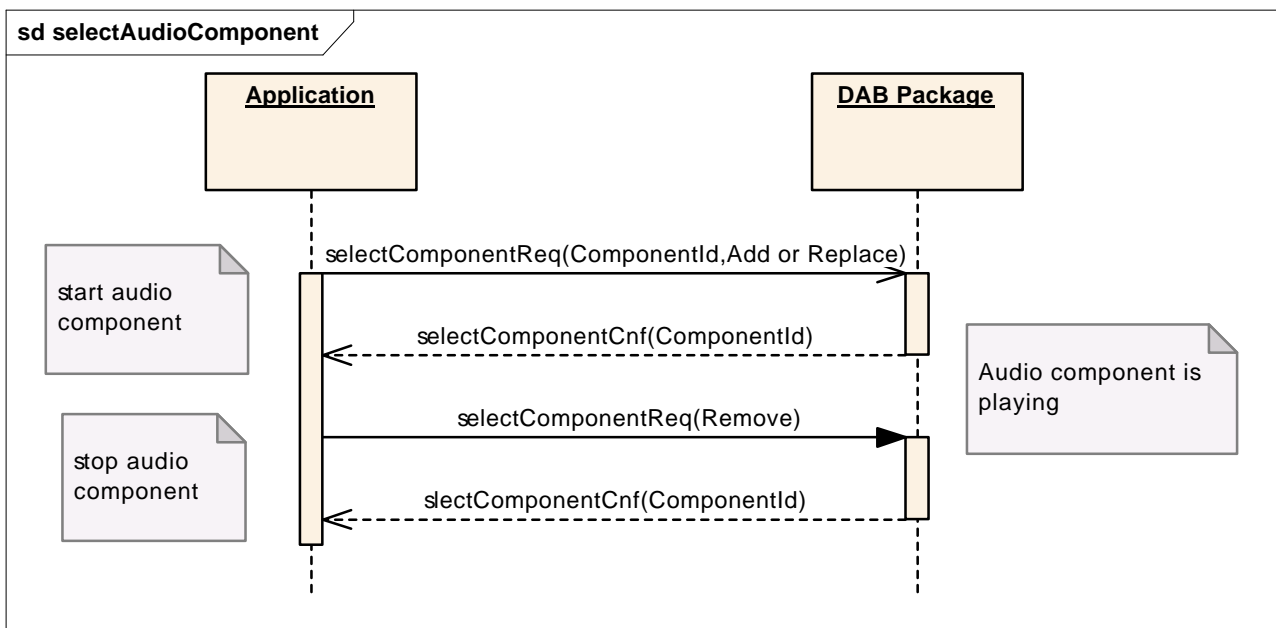 sd selectAudioComponent
Application
DAB Package
selectComponentReq(ComponentId,Add or Replace)
start audio
component
selectComponentCnf(ComponentId)
Audio component is
playing
selectComponentReq(Remove)
stop audio
component
slectComponentCnf(ComponentId)